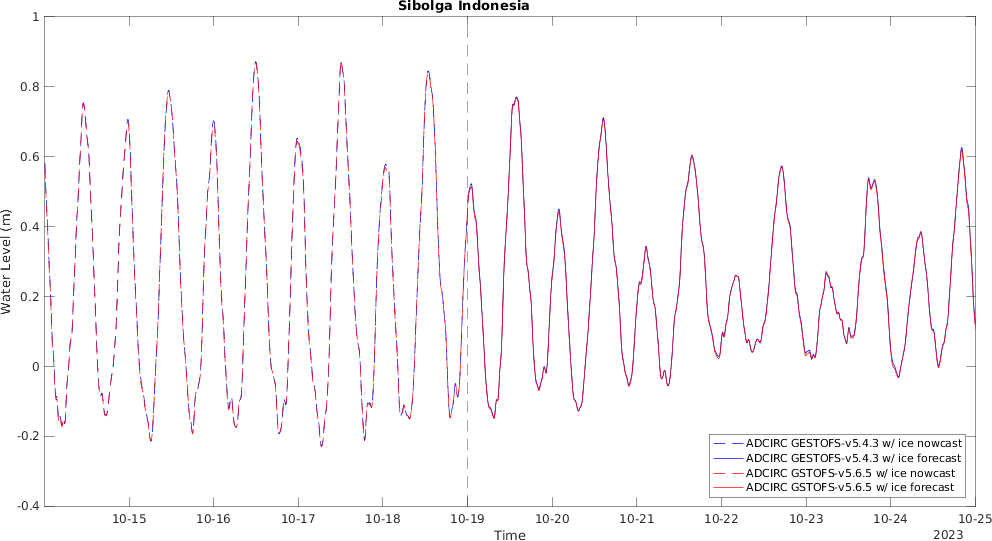 Sibolga Indonesia
1
0.8
0.6
0.4
0.2
0
-0.2
-0.4
Water Level (m)
ADCIRC GESTOFS-v5.4.3 w/ ice nowcast
ADCIRC GESTOFS-v5.4.3 w/ ice forecast
ADCIRC GSTOFS-v5.6.5 w/ ice nowcast
ADCIRC GSTOFS-v5.6.5 w/ ice forecast
10-15 10-16 10-17 10-18 10-19 10-20 10-21 10-22 10-23 10-24 10-25
Time
2023